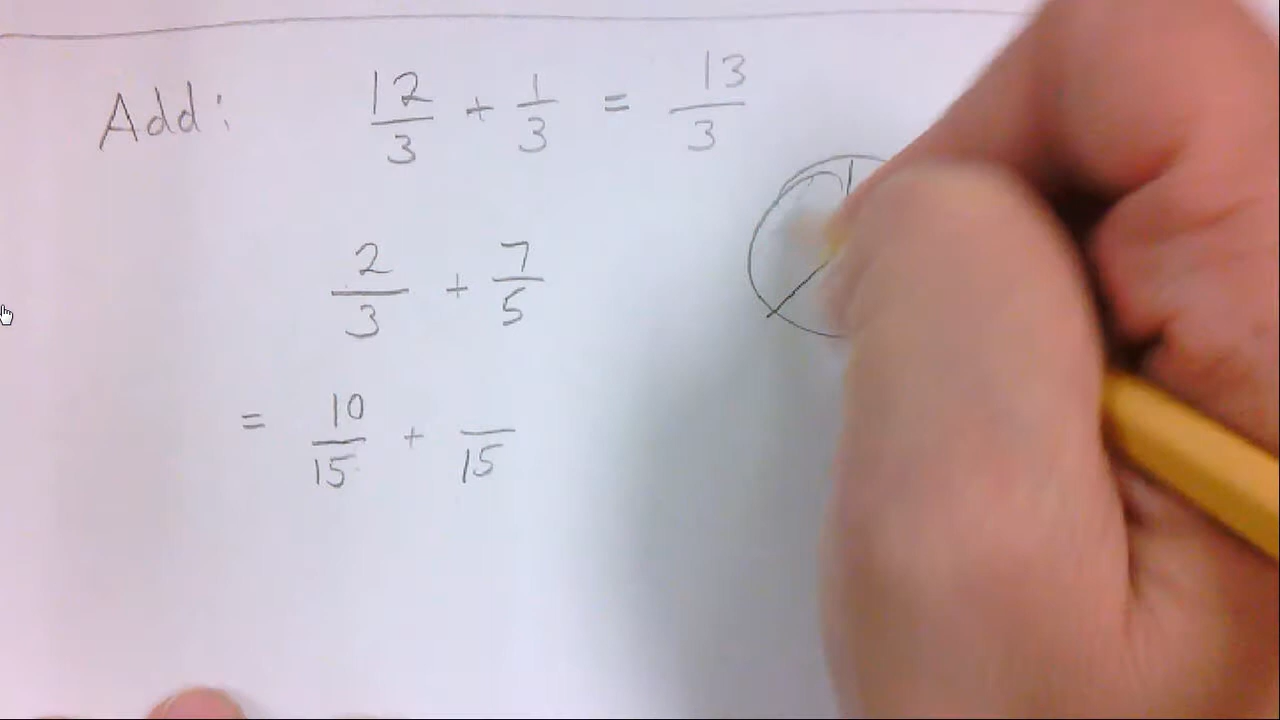 Add: 12/3 + 1/3 = 13/3
2/3 + 7/5
= 10/15 + /15